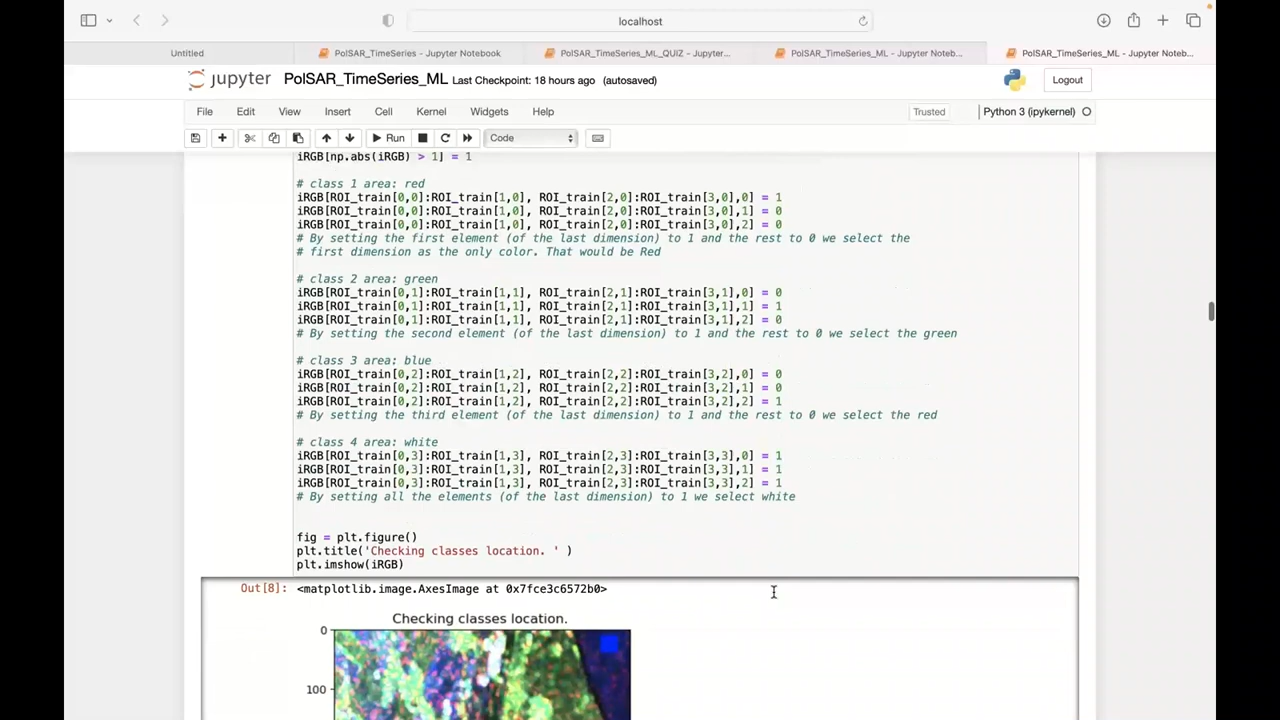 localhost
Untitled
PolSAR_TimeSeries - Jupyter Notebook
PolSAR_TimeSeries_ML_QUIZ - Jupyter...
PolSAR_TimeSeries_ML - Jupyter Noteb...
PolSAR_TimeSeries_ML - Jupyter Noteb...
jupyter PolSAR_TimeSeries_ML Last Checkpoint: 18 hours ago (autosaved)
Logout
File Edit View Insert Cell Kernel Widgets Help
Trusted
Python 3 (ipykernel)
Run
Code
iRGB[np.abs(iRGB) > 1] = 1
# class 1 area: red
iRGB[ROI_train[0,0]:ROI_train[1,0], ROI_train[2,0]:ROI_train[3,0],0] = 1
iRGB[ROI_train[0,0]:ROI_train[1,0], ROI_train[2,0]:ROI_train[3,0],1] = 0
iRGB[ROI_train[0,0]:ROI_train[1,0], ROI_train[2,0]:ROI_train[3,0],2] = 0
# By setting the first element (of the last dimension) to 1 and the rest to 0 we select the
# first dimension as the only color. That would be Red
# class 2 area: green
iRGB[ROI_train[0,1]:ROI_train[1,1], ROI_train[2,1]:ROI_train[3,1],0] = 0
iRGB[ROI_train[0,1]:ROI_train[1,1], ROI_train[2,1]:ROI_train[3,1],1] = 1
iRGB[ROI_train[0,1]:ROI_train[1,1], ROI_train[2,1]:ROI_train[3,1],2] = 0
# By setting the second element (of the last dimension) to 1 and the rest to 0 we select the green
# class 3 area: blue
iRGB[ROI_train[0,2]:ROI_train[1,2], ROI_train[2,2]:ROI_train[3,2],0] = 0
iRGB[ROI_train[0,2]:ROI_train[1,2], ROI_train[2,2]:ROI_train[3,2],1] = 0
iRGB[ROI_train[0,2]:ROI_train[1,2], ROI_train[2,2]:ROI_train[3,2],2] = 1
# By setting the third element (of the last dimension) to 1 and the rest to 0 we select the red
# class 4 area: white
iRGB[ROI_train[0,3]:ROI_train[1,3], ROI_train[2,3]:ROI_train[3,3],0] = 1
iRGB[ROI_train[0,3]:ROI_train[1,3], ROI_train[2,3]:ROI_train[3,3],1] = 1
iRGB[ROI_train[0,3]:ROI_train[1,3], ROI_train[2,3]:ROI_train[3,3],2] = 1
# By setting all the elements (of the last dimension) to 1 we select white
fig = plt.figure()
plt.title('Checking classes location. ' )
plt.imshow(iRGB)
Out[8]: <matplotlib.image.AxesImage at 0x7fce3c6572b0>
Checking classes location.
0
100